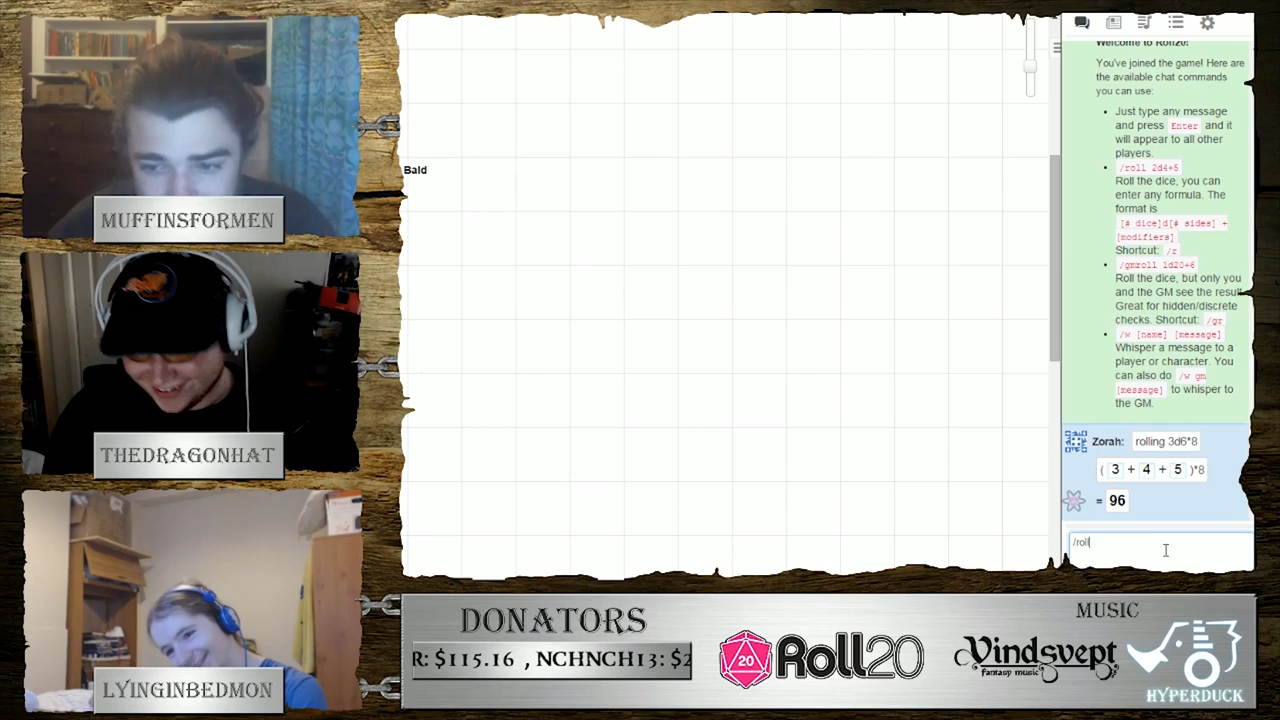 MUFFINSFORMEN
THEDRAGONHAT
LYINGINBEDMON
Bald
Welcome to Roll20!
You've joined the game! Here are
the available chat commands
you can use:
Just type any message
and press Enter and it
will appear to all other
players.
/roll 2d4+5
Roll the dice, you can
enter any formula. The
format is
[# dice]d[# sides] +
[modifiers]
Shortcut: /r
/gmroll 1d20+6
Roll the dice, but only you
and the GM see the result.
Great for hidden/discrete
checks. Shortcut: /gr
/w [name] [message]
Whisper a message to a
player or character. You
can also do /w gm
[message] to whisper to
the GM.
Zorah: rolling 3d6*8
( 3 + 4 + 5 )*8
= 96
/roll
DONATORS
R: $115.16 , NCHNCH13: $2
20 Roll20
MUSIC
Vindsvept
fantasy music
HYPERDUCK